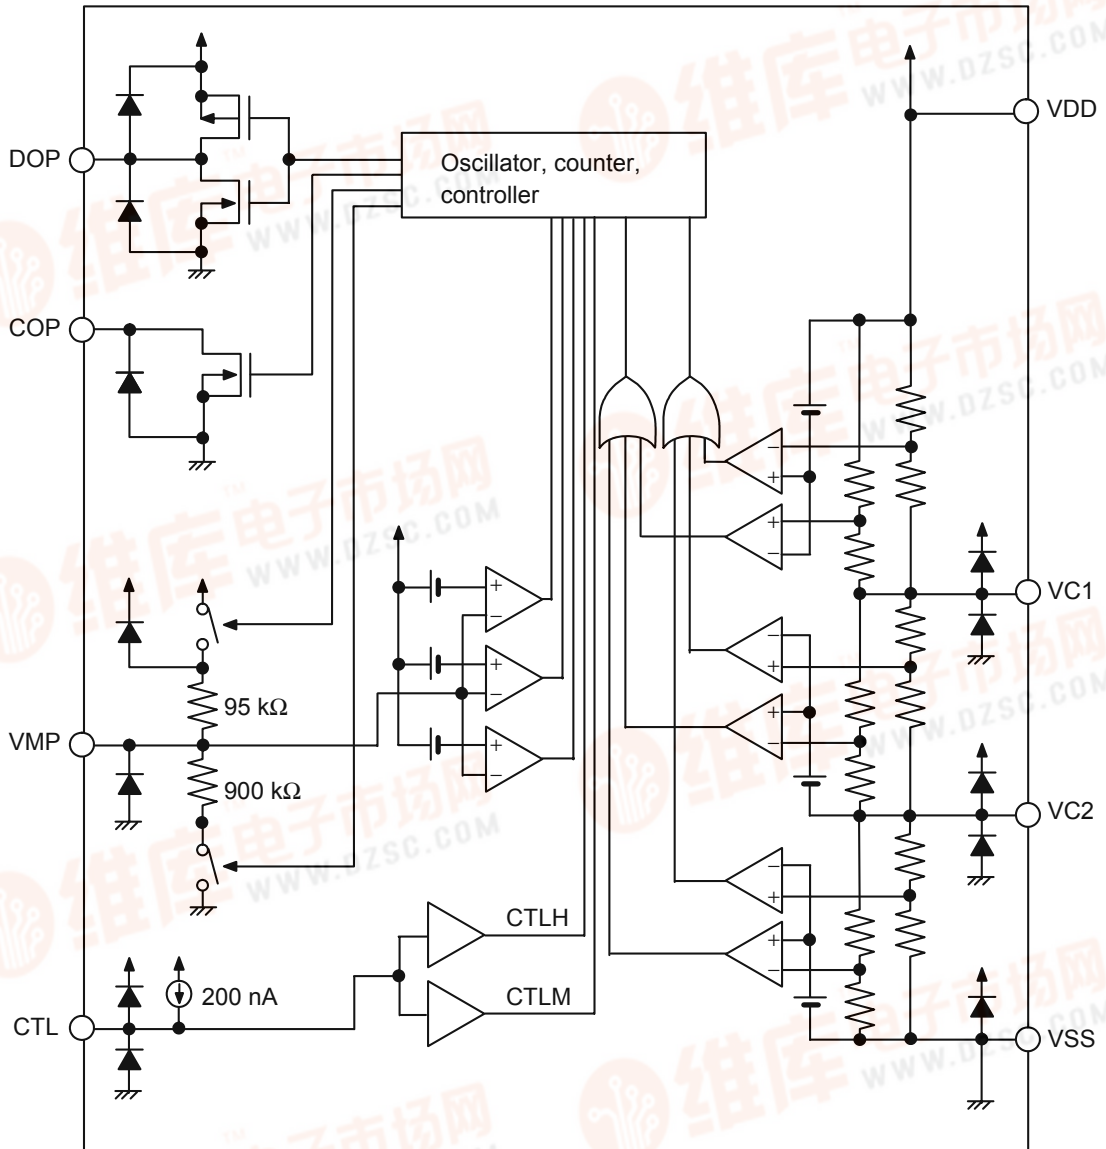 VDD
DOP
Oscillator, counter,
controller
COP
VC1
95 kΩ
VMP
900 kΩ
VC2
CTLH
200 nA
CTLM
CTL
VSS
+
−
+
−
+
−
−
+
+
−
−
+
+
−
−
+
+
−
维库电子市场网
WWW.DZSC.COM
TM